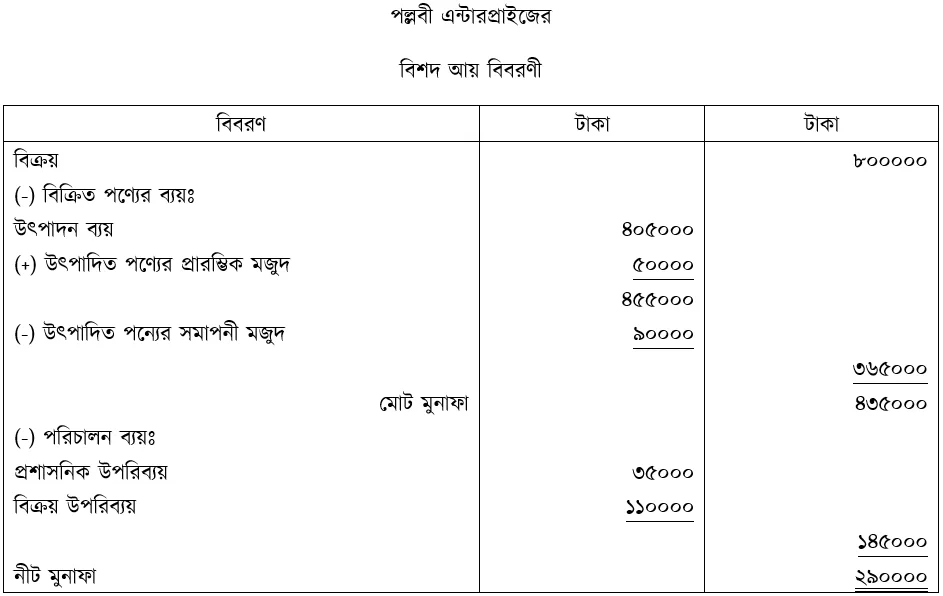 পল্লবী এন্টারপ্রাইজের
বিশদ আয় বিবরণী
বিবরণ টাকা টাকা
বিক্রয় ৮০০০০০
(-) বিক্রিত পণ্যের ব্যয়ঃ
উৎপাদন ব্যয় ৪০৫০০০
(+) উৎপাদিত পণ্যের প্রারম্ভিক মজুদ ৫০০০০
৪৫৫০০০
(-) উৎপাদিত পন্যের সমাপনী মজুদ ৯০০০০
৩৬৫০০০
মোট মুনাফা ৪৩৫০০০
(-) পরিচালন ব্যয়ঃ
প্রশাসনিক উপরিব্যয় ৩৫০০০
বিক্রয় উপরিব্যয় ১১০০০০
১৪৫০০০
নীট মুনাফা ২৯০০০০